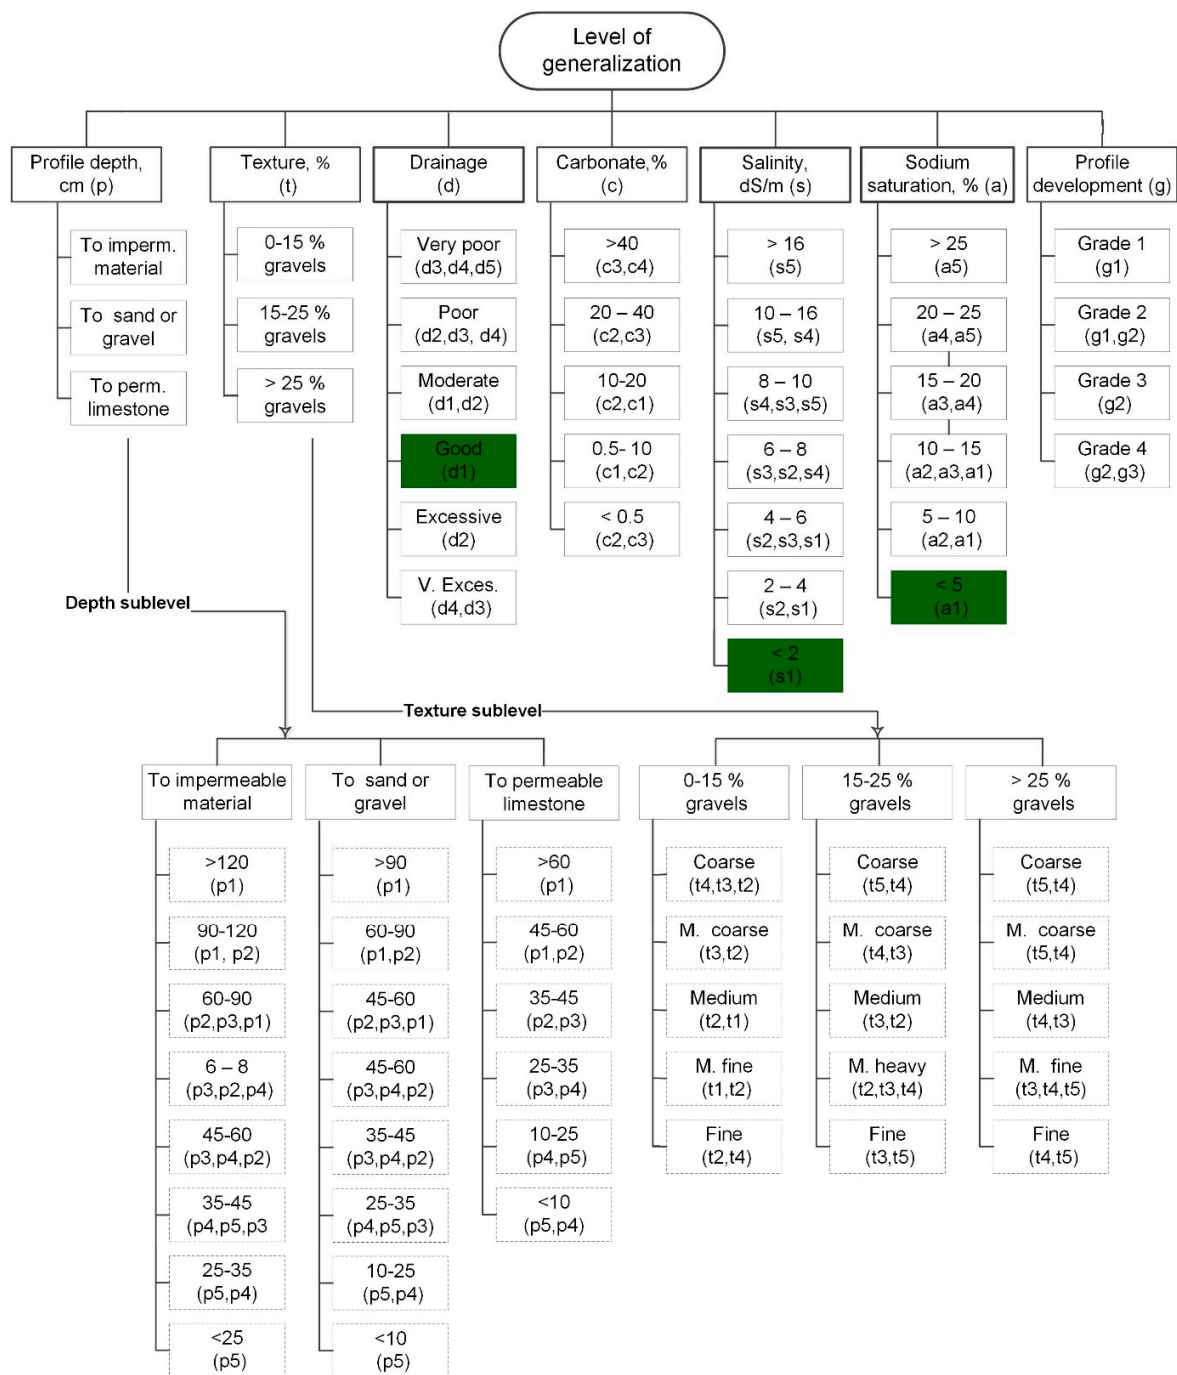 Level of
generalization
Profile depth,
cm (p)
To imperm.
material
To sand or
gravel
To perm.
limestone
Texture, %
(t)
0-15 %
gravels
15-25 %
gravels
> 25 %
gravels
Drainage
(d)
Very poor
(d3,d4,d5)
Poor
(d2,d3, d4)
Moderate
(d1,d2)
Good
(d1)
Excessive
(d2)
V. Exces.
(d4,d3)
Carbonate,%
(c)
>40
(c3,c4)
20 – 40
(c2,c3)
10-20
(c2,c1)
0.5- 10
(c1,c2)
< 0.5
(c2,c3)
Salinity,
dS/m (s)
> 16
(s5)
10 – 16
(s5, s4)
8 – 10
(s4,s3,s5)
6 – 8
(s3,s2,s4)
4 – 6
(s2,s3,s1)
2 – 4
(s2,s1)
< 2
(s1)
Sodium
saturation, % (a)
> 25
(a5)
20 – 25
(a4,a5)
15 – 20
(a3,a4)
10 – 15
(a2,a3,a1)
5 – 10
(a2,a1)
< 5
(a1)
Profile
development (g)
Grade 1
(g1)
Grade 2
(g1,g2)
Grade 3
(g2)
Grade 4
(g2,g3)
Depth sublevel
Texture sublevel
To impermeable
material
>120
(p1)
90-120
(p1, p2)
60-90
(p2,p3,p1)
6 – 8
(p3,p2,p4)
45-60
(p3,p4,p2)
35-45
(p4,p5,p3
25-35
(p5,p4)
<25
(p5)
To sand or
gravel
>90
(p1)
60-90
(p1,p2)
45-60
(p2,p3,p1)
45-60
(p3,p4,p2)
35-45
(p3,p4,p2)
25-35
(p4,p5,p3)
10-25
(p5,p4)
<10
(p5)
To permeable
limestone
>60
(p1)
45-60
(p1,p2)
35-45
(p2,p3)
25-35
(p3,p4)
10-25
(p4,p5)
<10
(p5,p4)
0-15 %
gravels
Coarse
(t4,t3,t2)
M. coarse
(t3,t2)
Medium
(t2,t1)
M. fine
(t1,t2)
Fine
(t2,t4)
15-25 %
gravels
Coarse
(t5,t4)
M. coarse
(t4,t3)
Medium
(t3,t2)
M. heavy
(t2,t3,t4)
Fine
(t3,t5)
> 25 %
gravels
Coarse
(t5,t4)
M. coarse
(t5,t4)
Medium
(t4,t3)
M. fine
(t3,t4,t5)
Fine
(t4,t5)